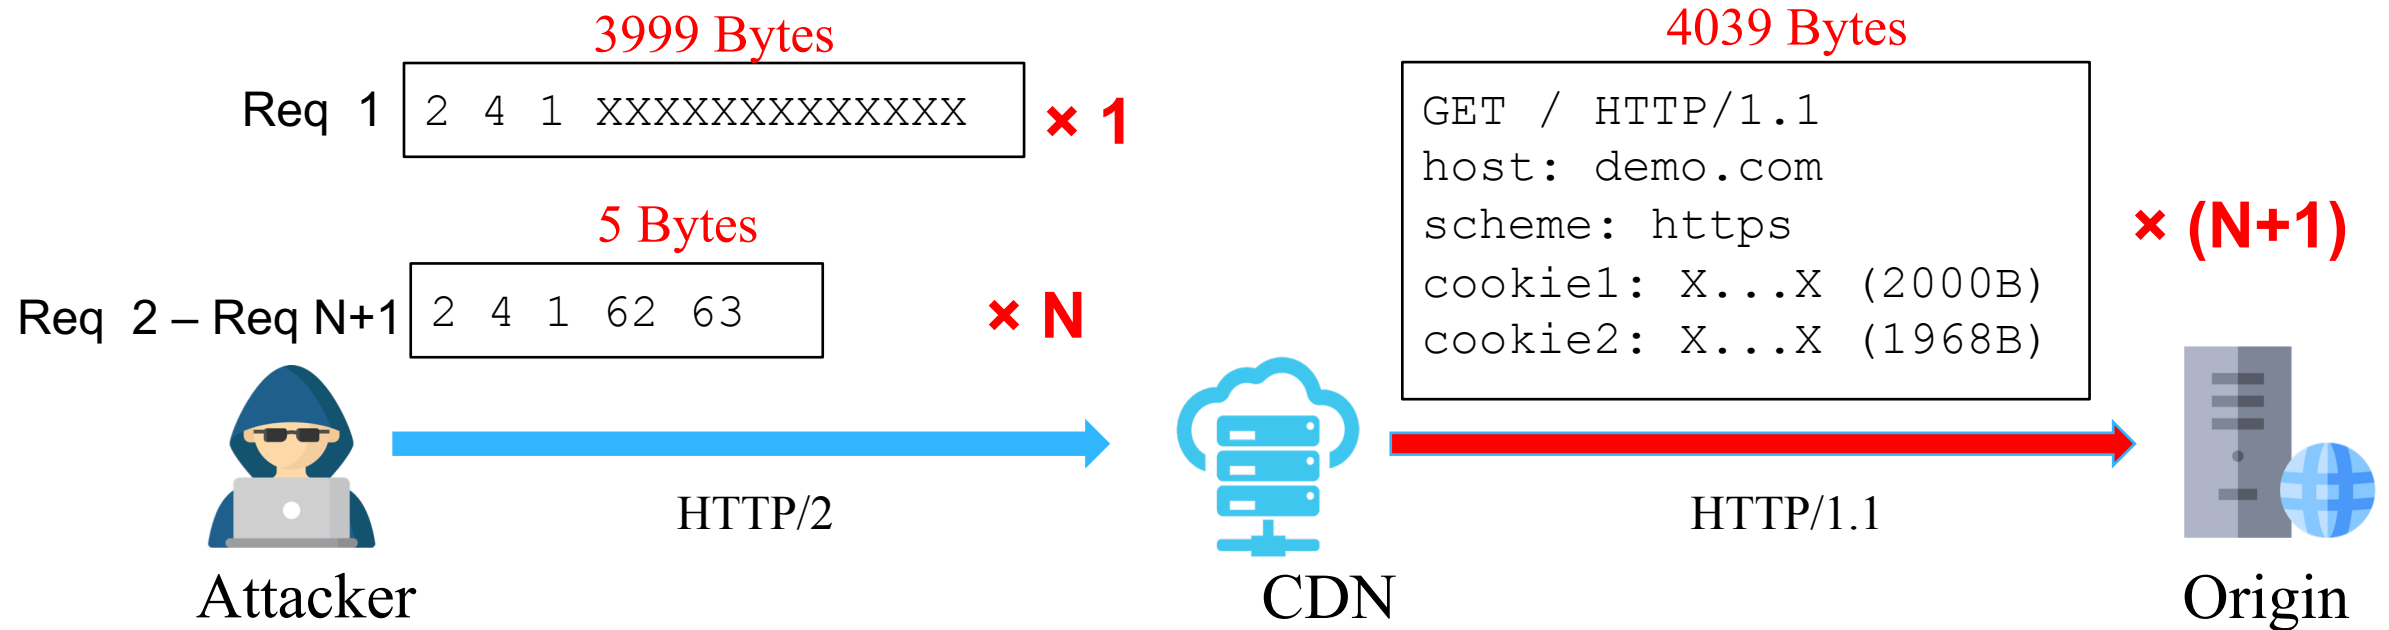 3999 Bytes
Req 1
2 4 1 XXXXXXXXXXXXX
× 1
5 Bytes
Req 2 – Req N+1
2 4 1 62 63
× N
4039 Bytes
GET / HTTP/1.1
host: demo.com
scheme: https
cookie1: X...X (2000B)
cookie2: X...X (1968B)
× (N+1)
HTTP/2
HTTP/1.1
Attacker
CDN
Origin